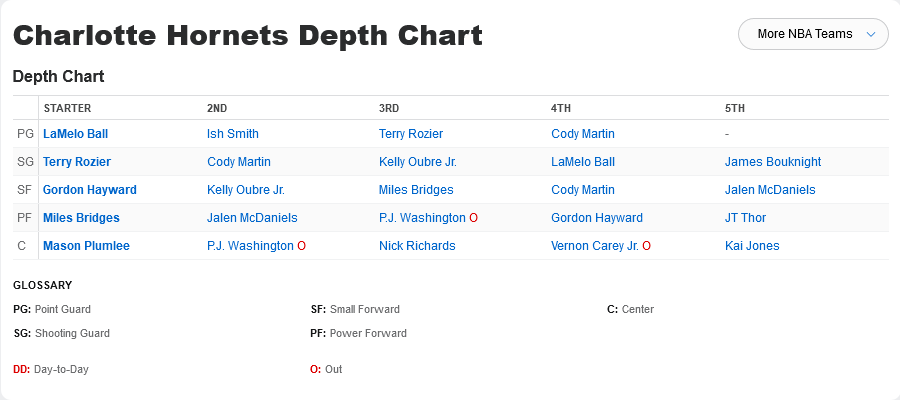 Charlotte Hornets Depth Chart
More NBA Teams
Depth Chart
STARTER 2ND 3RD 4TH 5TH
PG LaMelo Ball Ish Smith Terry Rozier Cody Martin -
SG Terry Rozier Cody Martin Kelly Oubre Jr. LaMelo Ball James Bouknight
SF Gordon Hayward Kelly Oubre Jr. Miles Bridges Cody Martin Jalen McDaniels
PF Miles Bridges Jalen McDaniels P.J. Washington O Gordon Hayward JT Thor
C Mason Plumlee P.J. Washington O Nick Richards Vernon Carey Jr. O Kai Jones
GLOSSARY
PG: Point Guard SF: Small Forward C: Center
SG: Shooting Guard PF: Power Forward
DD: Day-to-Day O: Out